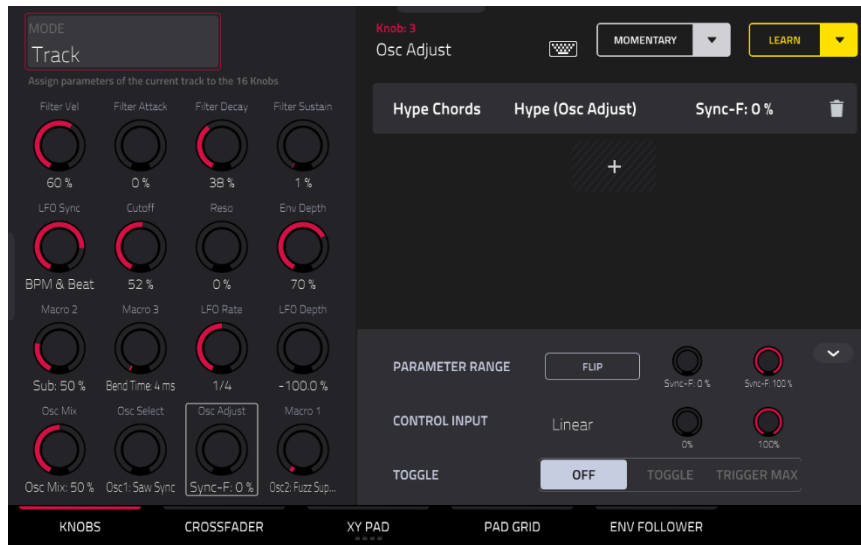 MODE
Track
Assign parameters of the current track to the 16 Knobs
Filter Vel Filter Attack Filter Decay Filter Sustain
60 % 0 % 38 % 1 %
LFO Sync Cutoff Reso Env Depth
BPM & Beat 52 % 0 % 70 %
Macro 2 Macro 3 LFO Rate LFO Depth
Sub: 50 % Bend Time: 4 ms 1/4 -100.0 %
Osc Mix Osc Select Osc Adjust Macro 1
Osc Mix: 50 % Osc1: Saw Sync Sync-F: 0 % Osc2: Fuzz Sup...
Knob: 3
Osc Adjust MOMENTARY LEARN
Hype Chords Hype (Osc Adjust) Sync-F: 0 %
+
PARAMETER RANGE FLIP Sync-F: 0 % Sync-F: 100 %
CONTROL INPUT Linear 0% 100%
TOGGLE OFF TOGGLE TRIGGER MAX
KNOBS CROSSFADER XY PAD PAD GRID ENV FOLLOWER